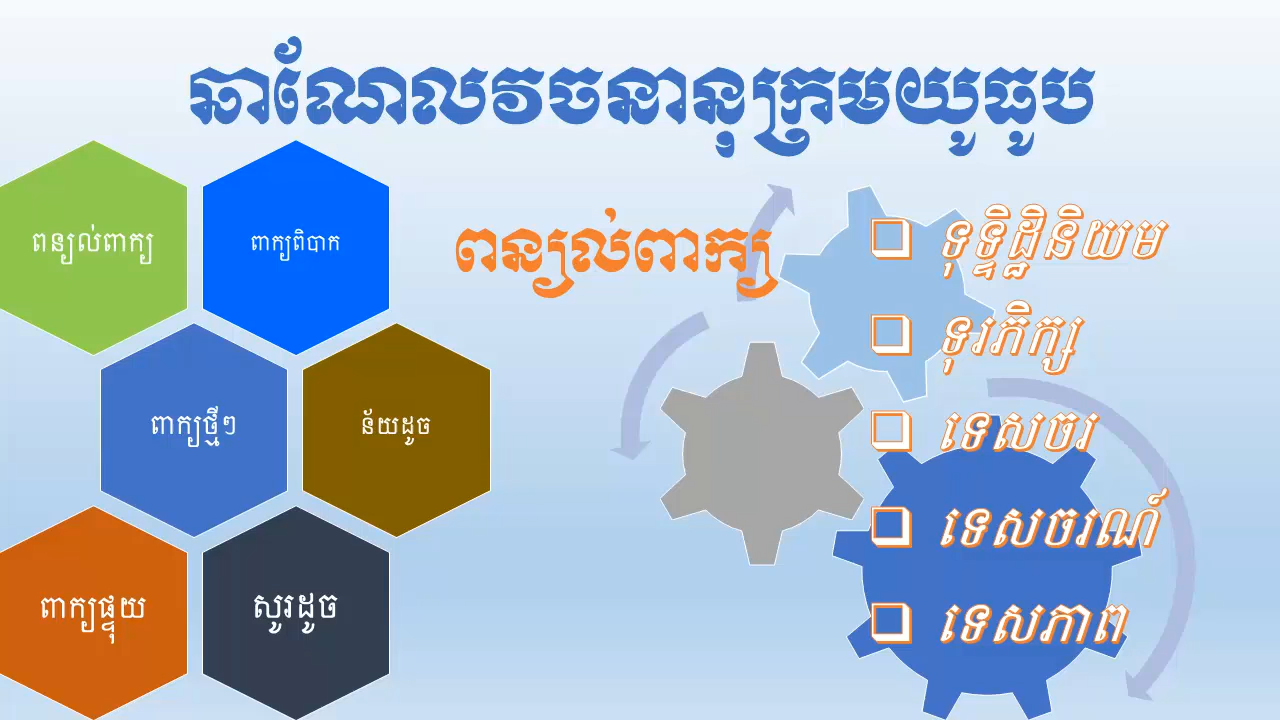 ឆាណែលវចនានុក្រមយូធូប
ពន្យល់ពាក្យ
ពាក្យពិបាក
ពាក្យថ្មីៗ
ន័យដូច
ពាក្យផ្ទុយ
សូរដូច
ពន្យល់ពាក្យ
ទុទ្ទិដ្ឋិនិយម
ទុរភិក្ស
ទេសចរ
ទេសចរណ៍
ទេសភាព